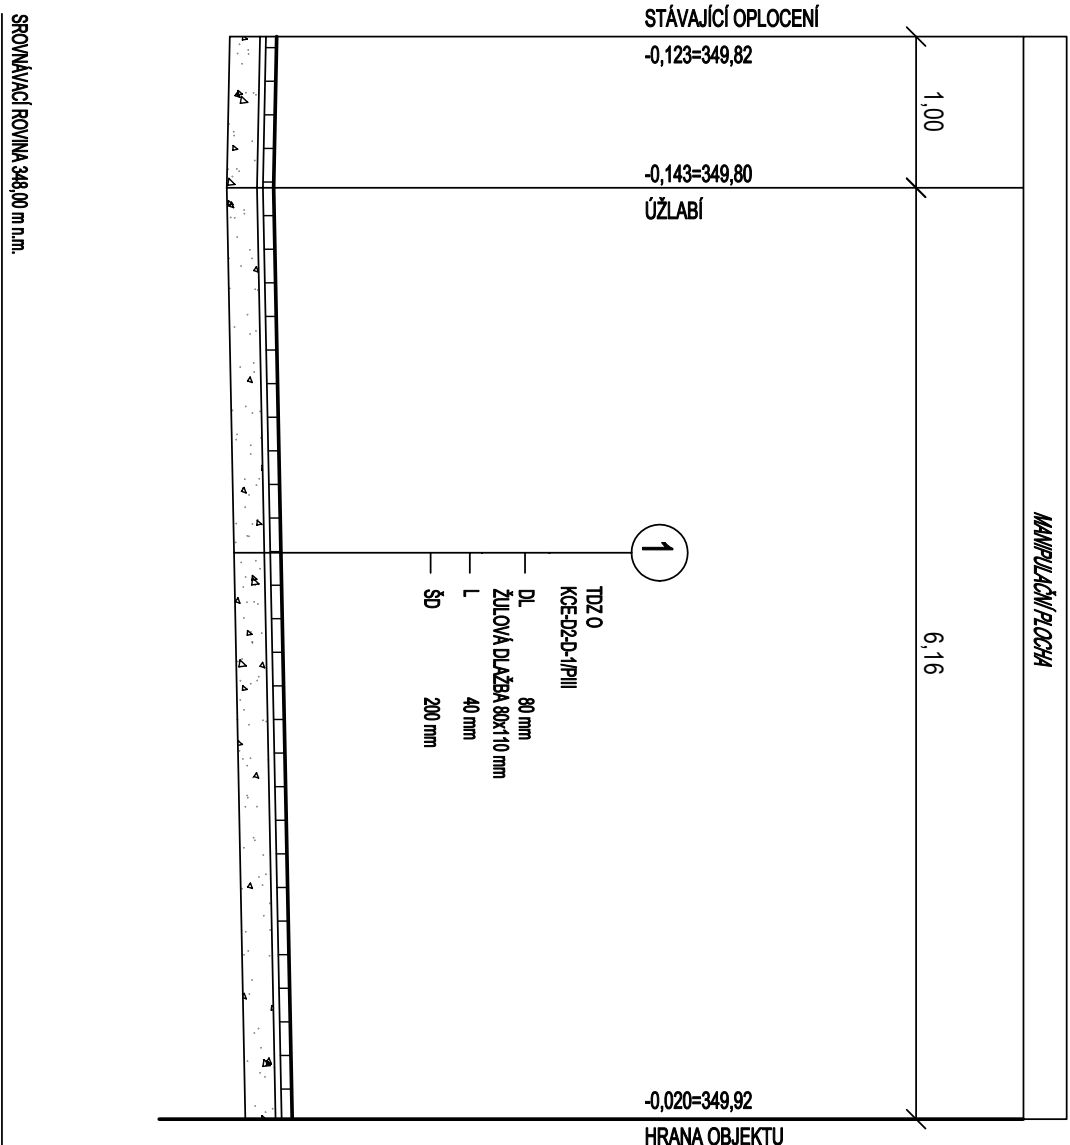 STÁVAJÍCÍ OPLOCENÍ
-0,123=349,82
1,00
-0,143=349,80
ÚŽLABÍ
MANIPULAČNÍ PLOCHA
6,16
1
TDZ O
KCE-D2-D-1/PIII
DL 80 mm
ŽULOVÁ DLAŽBA 80x110 mm
L 40 mm
ŠD 200 mm
-0,020=349,92
HRANA OBJEKTU
SROVNÁVACÍ ROVINA 348,00 m n.m.